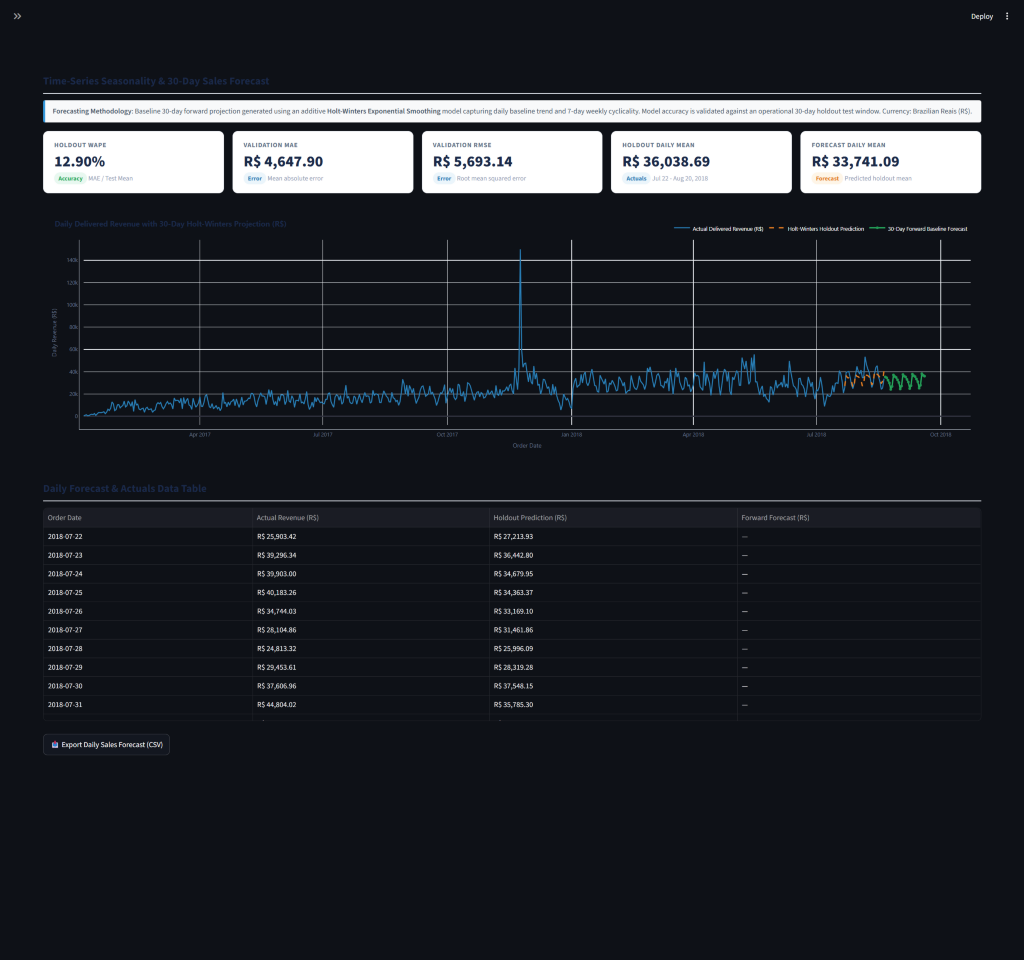 Deploy
Time-Series Seasonality & 30-Day Sales Forecast
Forecasting Methodology: Baseline 30-day forward projection generated using an additive Holt-Winters Exponential Smoothing model capturing daily baseline trend and 7-day weekly cyclicality. Model accuracy is validated against an operational 30-day holdout test window. Currency: Brazilian Reais (R$).
HOLDOUT WAPE
12.90%
Accuracy MAE / Test Mean
VALIDATION MAE
R$ 4,647.90
Error Mean absolute error
VALIDATION RMSE
R$ 5,693.14
Error Root mean squared error
HOLDOUT DAILY MEAN
R$ 36,038.69
Actuals Jul 22 - Aug 20, 2018
FORECAST DAILY MEAN
R$ 33,741.09
Forecast Predicted holdout mean
Daily Delivered Revenue with 30-Day Holt-Winters Projection (R$)
Actual Delivered Revenue (R$) Holt-Winters Holdout Prediction 30-Day Forward Baseline Forecast
Daily Revenue (R$)
140k
120k
100k
80k
60k
40k
20k
0
Apr 2017 Jul 2017 Oct 2017 Jan 2018 Apr 2018 Jul 2018 Oct 2018
Order Date
Daily Forecast & Actuals Data Table
Order Date Actual Revenue (R$) Holdout Prediction (R$) Forward Forecast (R$)
2018-07-22 R$ 25,903.42 R$ 27,213.93 —
2018-07-23 R$ 39,296.34 R$ 36,442.80 —
2018-07-24 R$ 39,903.00 R$ 34,679.95 —
2018-07-25 R$ 40,183.26 R$ 34,363.37 —
2018-07-26 R$ 34,744.03 R$ 33,169.10 —
2018-07-27 R$ 28,104.86 R$ 31,461.86 —
2018-07-28 R$ 24,813.32 R$ 25,996.09 —
2018-07-29 R$ 29,453.61 R$ 28,319.28 —
2018-07-30 R$ 37,606.96 R$ 37,548.15 —
2018-07-31 R$ 44,804.02 R$ 35,785.30 —
Export Daily Sales Forecast (CSV)